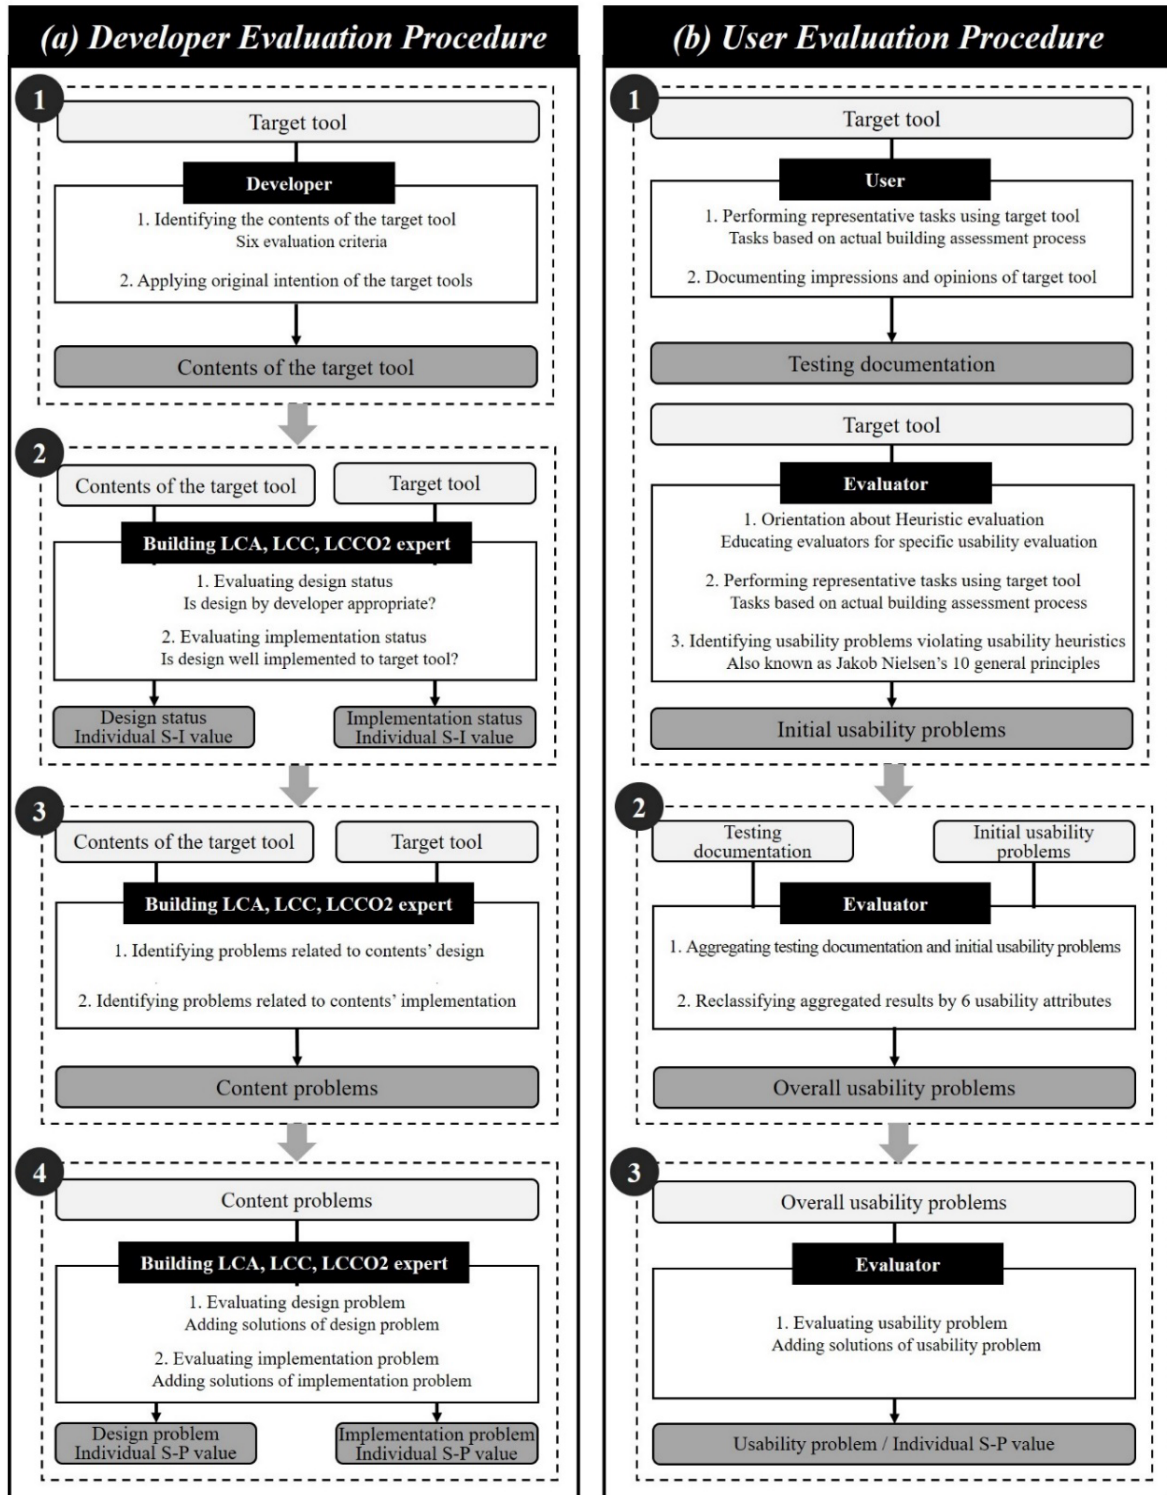 (a) Developer Evaluation Procedure
1
Target tool
Developer
1. Identifying the contents of the target tool
Six evaluation criteria
2. Applying original intention of the target tools
Contents of the target tool
2
Contents of the target tool
Target tool
Building LCA, LCC, LCCO2 expert
1. Evaluating design status
Is design by developer appropriate?
2. Evaluating implementation status
Is design well implemented to target tool?
Design status
Individual S-I value
Implementation status
Individual S-I value
3
Contents of the target tool
Target tool
Building LCA, LCC, LCCO2 expert
1. Identifying problems related to contents’ design
2. Identifying problems related to contents’ implementation
Content problems
4
Content problems
Building LCA, LCC, LCCO2 expert
1. Evaluating design problem
Adding solutions of design problem
2. Evaluating implementation problem
Adding solutions of implementation problem
Design problem
Individual S-P value
Implementation problem
Individual S-P value
(b) User Evaluation Procedure
1
Target tool
User
1. Performing representative tasks using target tool
Tasks based on actual building assessment process
2. Documenting impressions and opinions of target tool
Testing documentation
Target tool
Evaluator
1. Orientation about Heuristic evaluation
Educating evaluators for specific usability evaluation
2. Performing representative tasks using target tool
Tasks based on actual building assessment process
3. Identifying usability problems violating usability heuristics
Also known as Jakob Nielsen’s 10 general principles
Initial usability problems
2
Testing
documentation
Initial usability
problems
Evaluator
1. Aggregating testing documentation and initial usability problems
2. Reclassifying aggregated results by 6 usability attributes
Overall usability problems
3
Overall usability problems
Evaluator
1. Evaluating usability problem
Adding solutions of usability problem
Usability problem / Individual S-P value